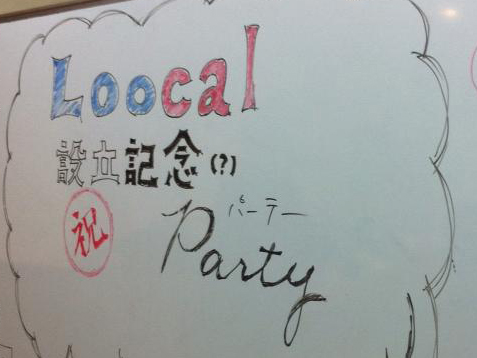 Loocal
設立記念(?)
祝
パーテー
Party